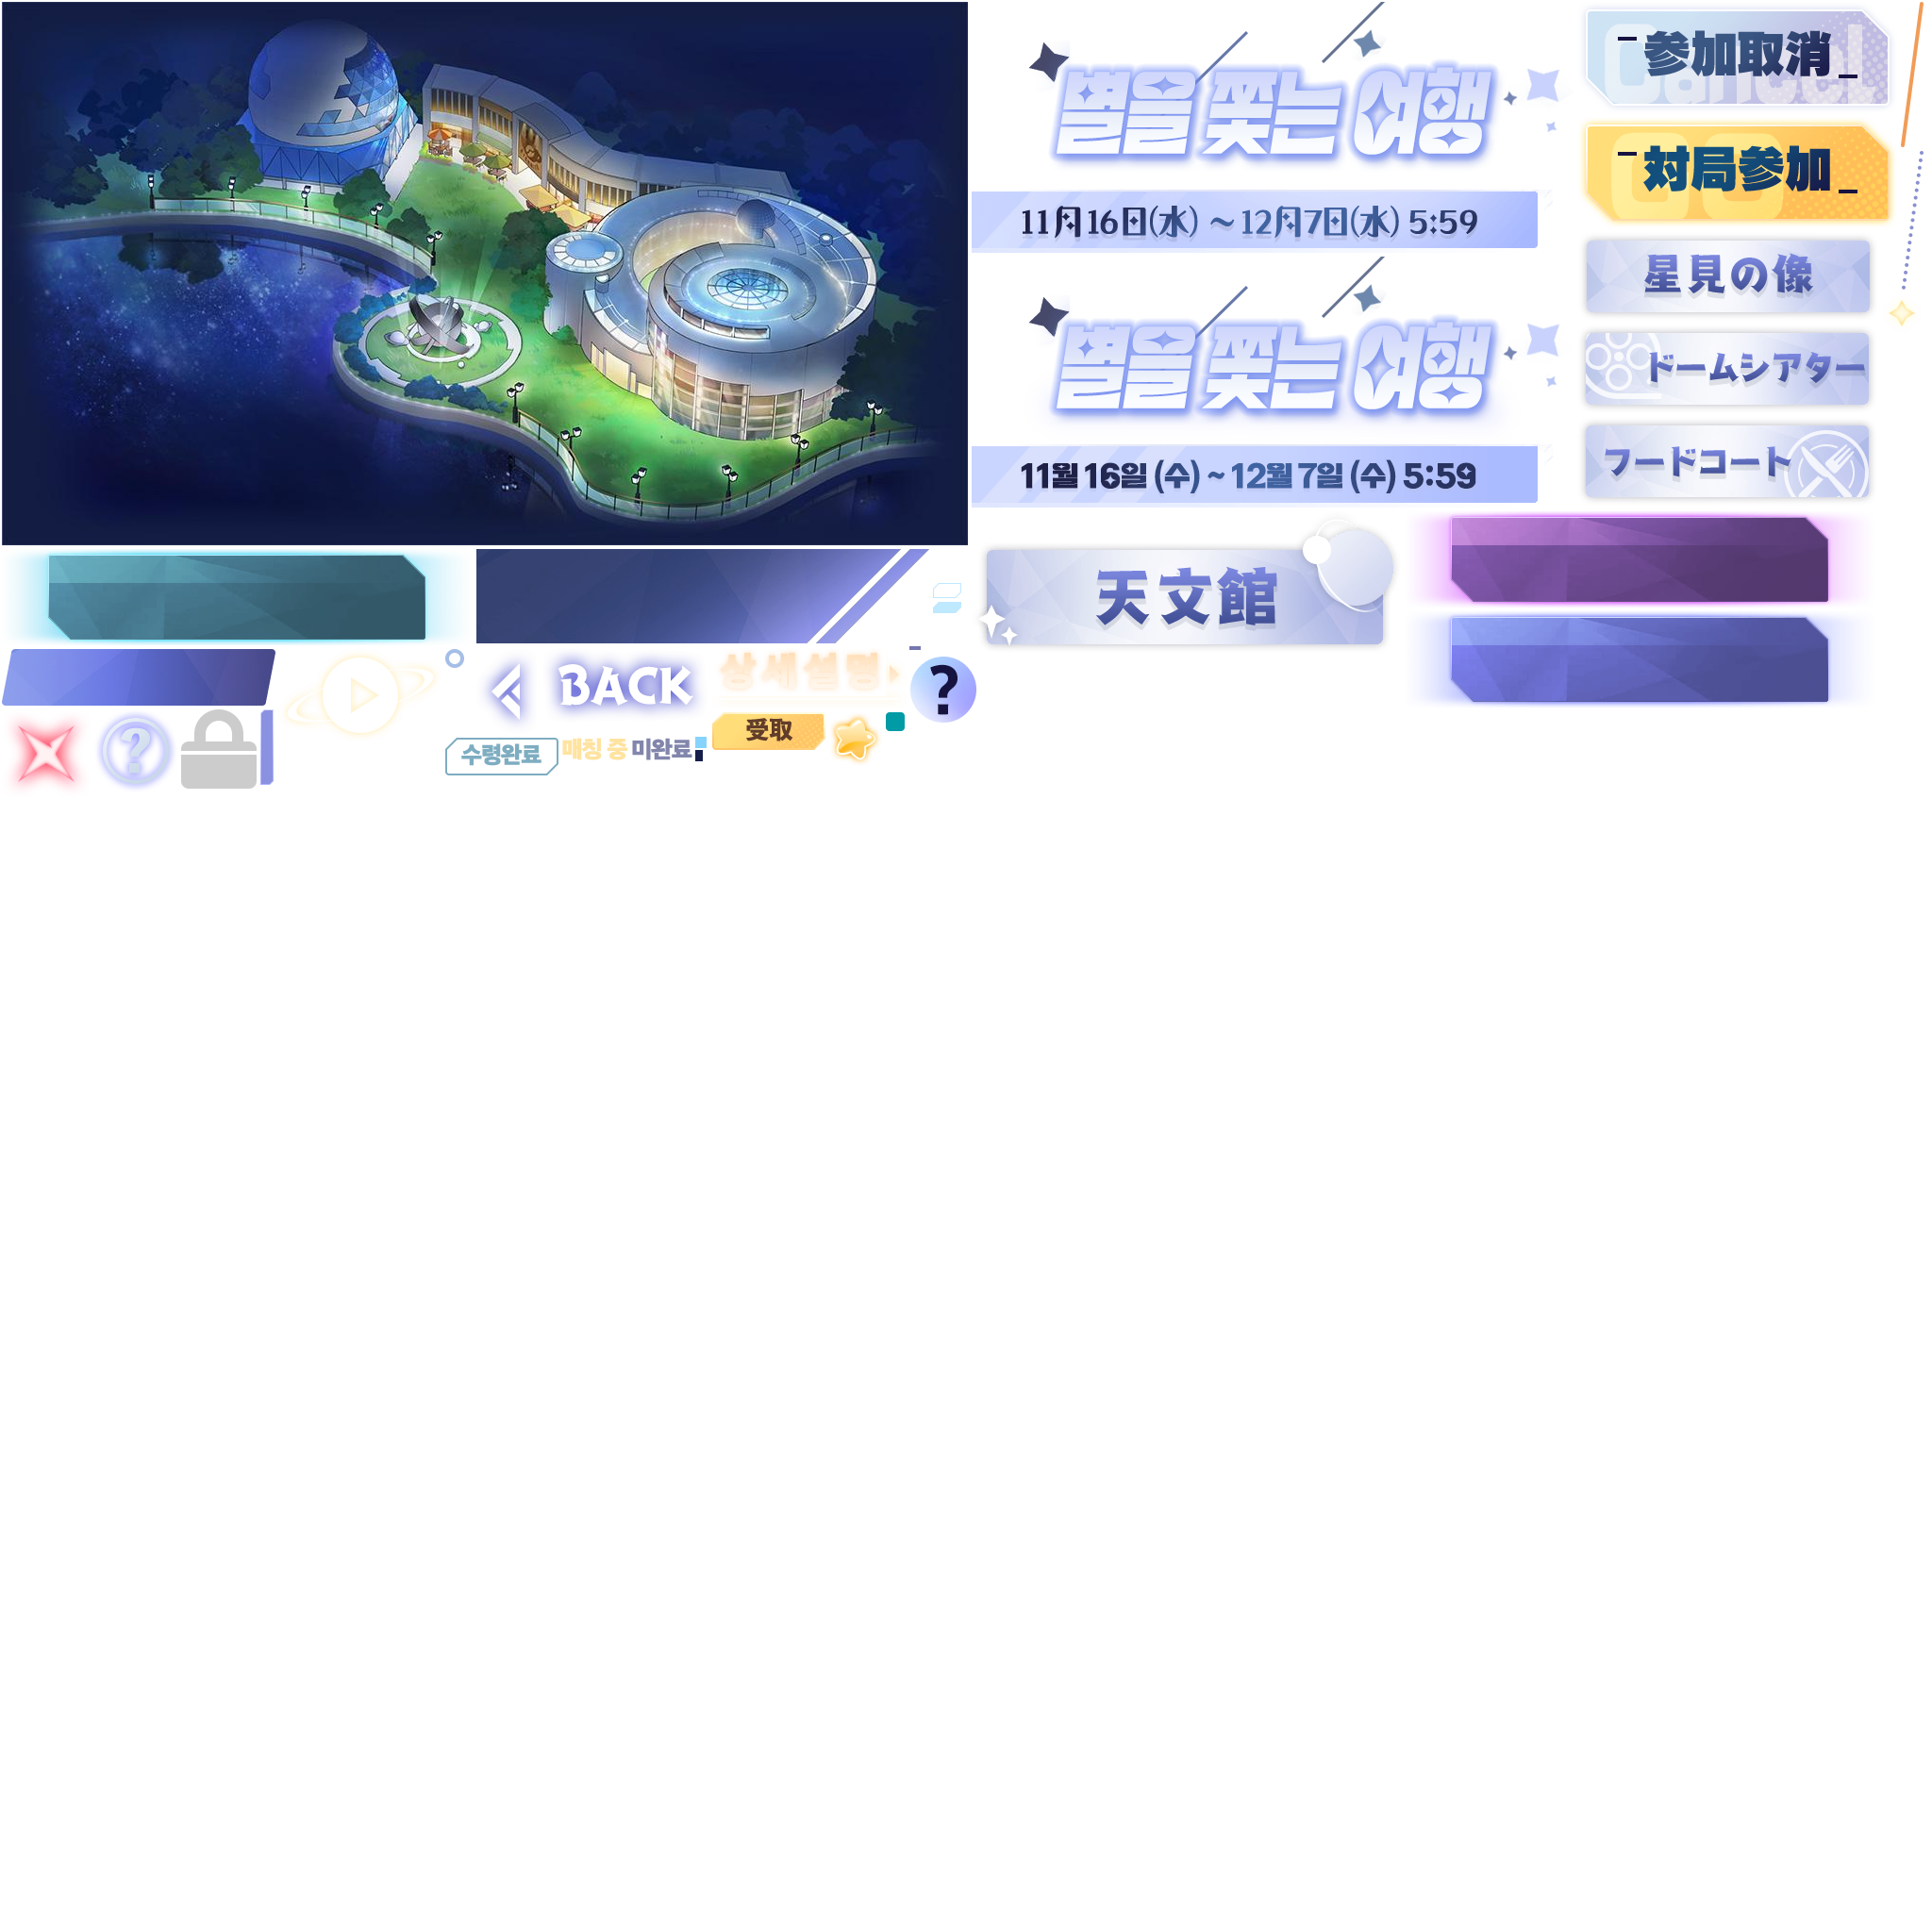 별을 쫓는 여행
11月16日(水) ~ 12月7日(水) 5:59
별을 쫓는 여행
11월 16일 (수) ~ 12월 7일 (수) 5:59
Cancel
参加取消
GO
対局参加
星見の像
ドームシアター
フードコート
天文館
BACK
상세설명
?
?
수령완료
매칭 중
미완료
受取